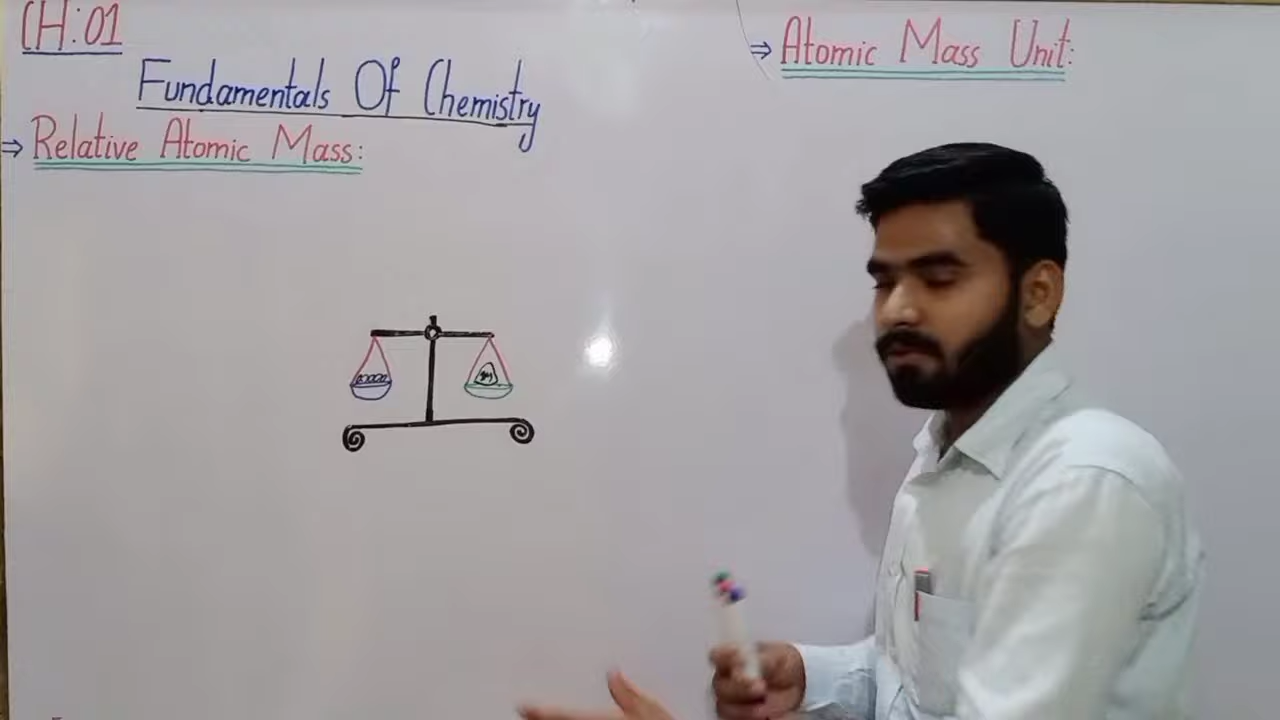 CH:01
Fundamentals Of Chemistry
⇒ Relative Atomic Mass:
⇒ Atomic Mass Unit: